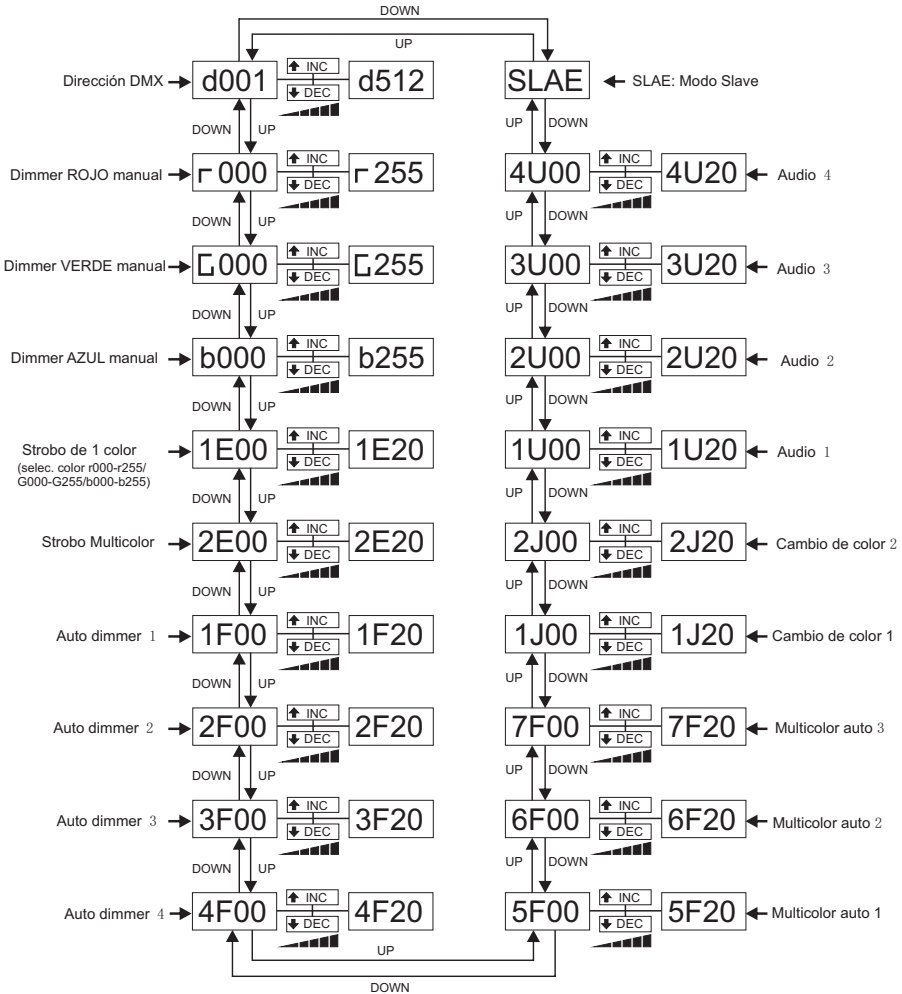 DOWN
UP
Dirección DMX
d001
INC
DEC
d512
SLAE
SLAE: Modo Slave
DOWN
UP
UP
DOWN
Dimmer ROJO manual
r000
INC
DEC
r255
4U00
INC
DEC
4U20
Audio 4
DOWN
UP
UP
DOWN
Dimmer VERDE manual
G000
INC
DEC
G255
3U00
INC
DEC
3U20
Audio 3
DOWN
UP
UP
DOWN
Dimmer AZUL manual
b000
INC
DEC
b255
2U00
INC
DEC
2U20
Audio 2
DOWN
UP
UP
DOWN
Strobo de 1 color
(selec. color r000-r255/
G000-G255/b000-b255)
1E00
INC
DEC
1E20
1U00
INC
DEC
1U20
Audio 1
DOWN
UP
UP
DOWN
Strobo Multicolor
2E00
INC
DEC
2E20
2J00
INC
DEC
2J20
Cambio de color 2
DOWN
UP
UP
DOWN
Auto dimmer 1
1F00
INC
DEC
1F20
1J00
INC
DEC
1J20
Cambio de color 1
DOWN
UP
UP
DOWN
Auto dimmer 2
2F00
INC
DEC
2F20
7F00
INC
DEC
7F20
Multicolor auto 3
DOWN
UP
UP
DOWN
Auto dimmer 3
3F00
INC
DEC
3F20
6F00
INC
DEC
6F20
Multicolor auto 2
DOWN
UP
UP
DOWN
Auto dimmer 4
4F00
INC
DEC
4F20
5F00
INC
DEC
5F20
Multicolor auto 1
UP
DOWN